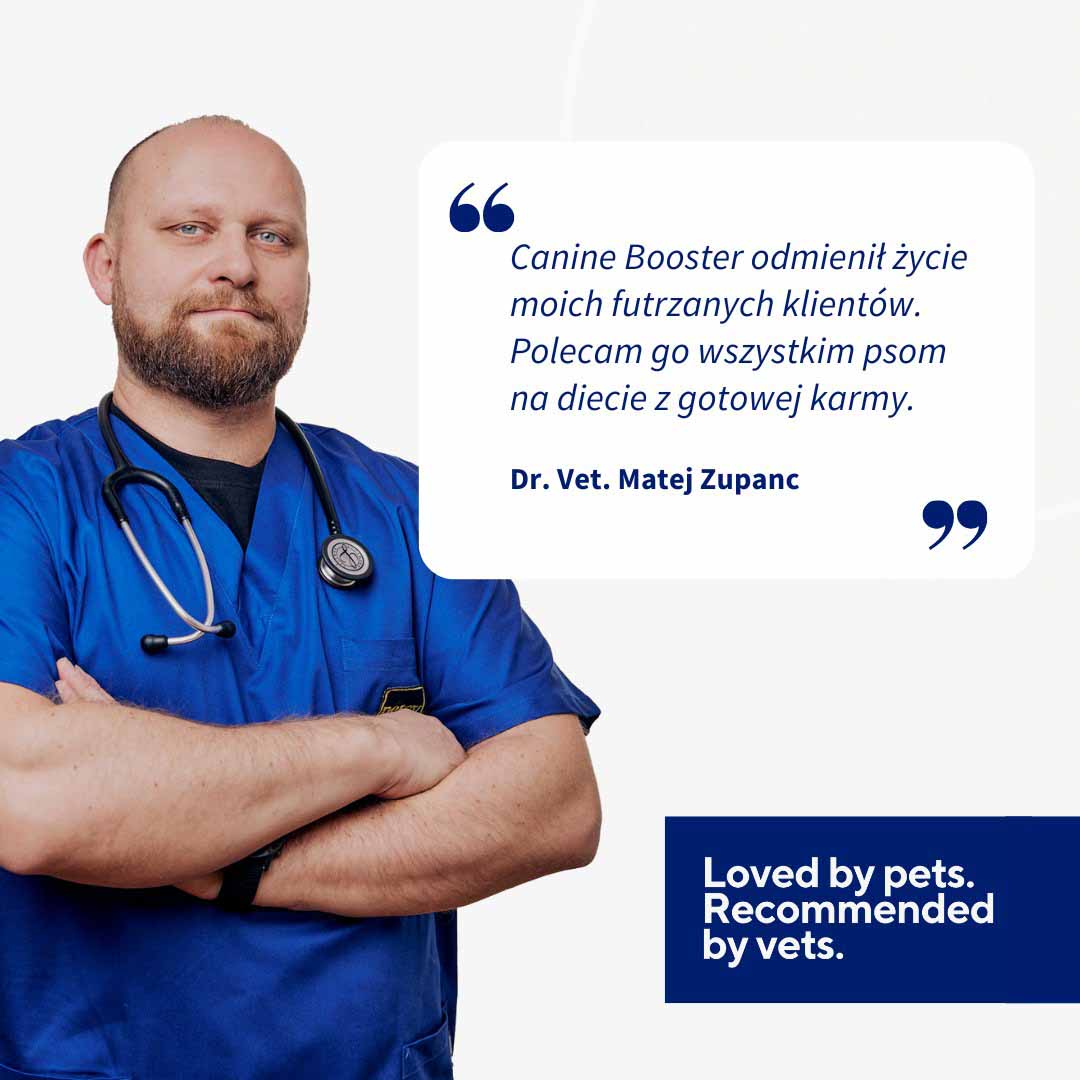 Canine Booster odmienił życie
moich futrzanych klientów.
Polecam go wszystkim psom
na diecie z gotowej karmy.
Dr. Vet. Matej Zupanc
Loved by pets.
Recommended
by vets.